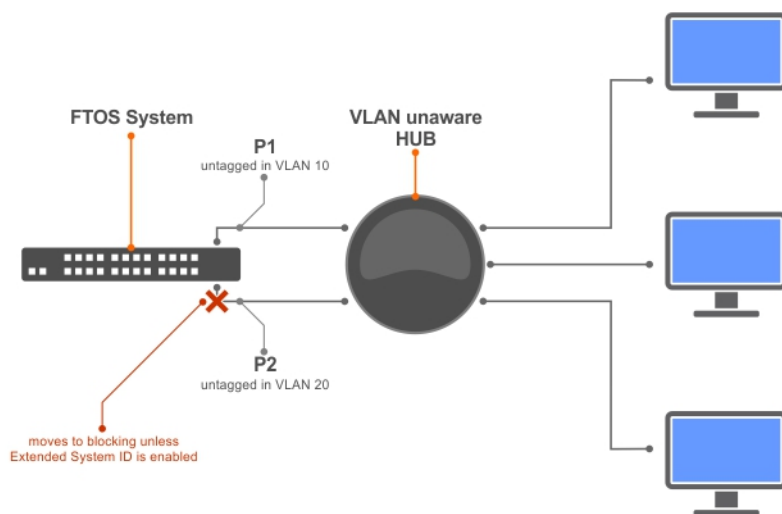 FTOS System
VLAN unaware
HUB
P1
untagged in VLAN 10
P2
untagged in VLAN 20
moves to blocking unless
Extended System ID is enabled